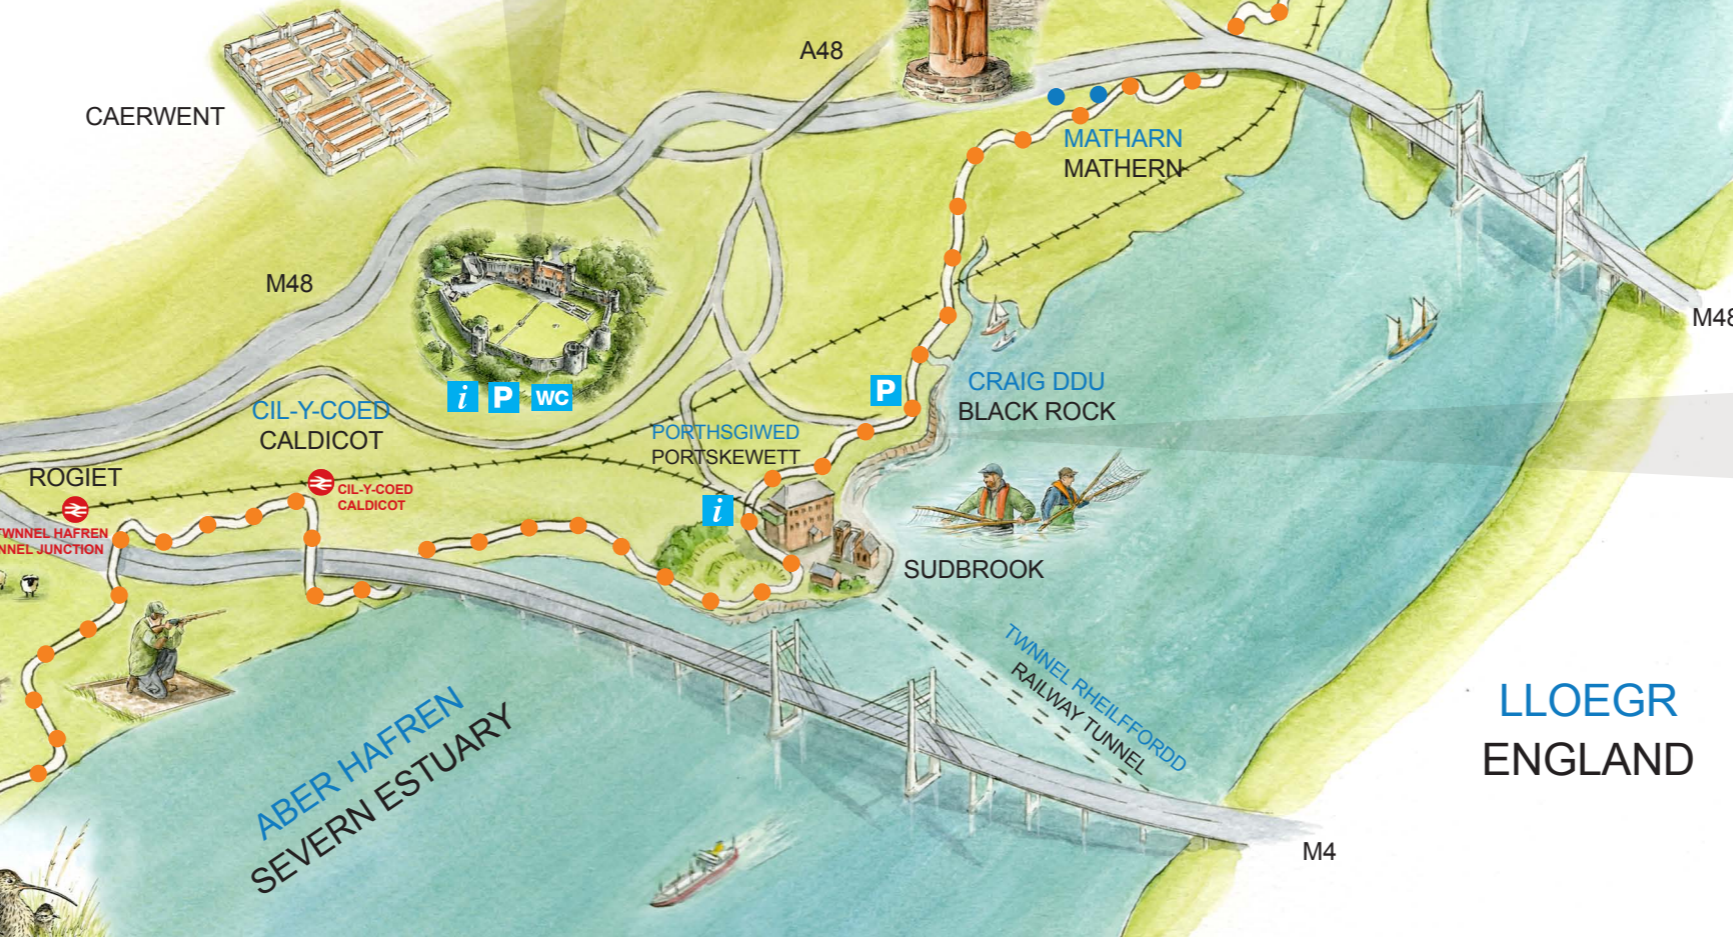 A48
CAERWENT
MATHARN
MATHERN
M48
M48
i P WC
P
CRAIG DDU
BLACK ROCK
CIL-Y-COED
CALDICOT
PORTHSGIWED
PORTSKEWETT
ROGIET
CIL-Y-COED
CALDICOT
i
TWNNEL HAFREN
NNEL JUNCTION
SUDBROOK
TWNNEL RHEILFFORDD
RAILWAY TUNNEL
ABER HAFREN
SEVERN ESTUARY
LLOEGR
ENGLAND
M4